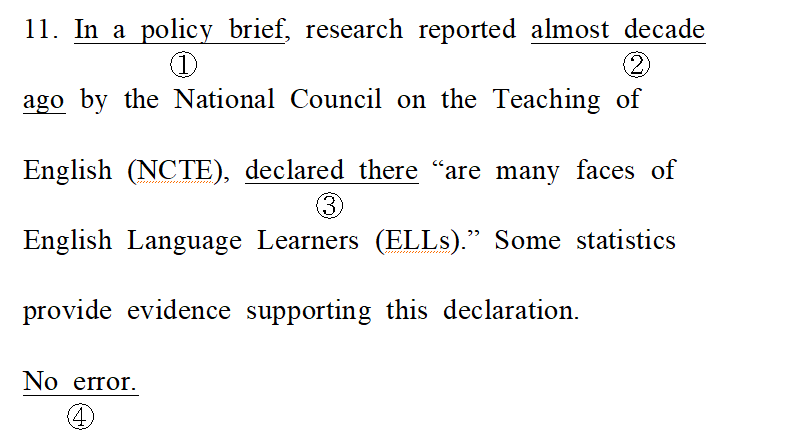 11. In a policy brief, research reported almost decade
① ②
ago by the National Council on the Teaching of
English (NCTE), declared there “are many faces of
③
English Language Learners (ELLs).” Some statistics
provide evidence supporting this declaration.
No error.
④